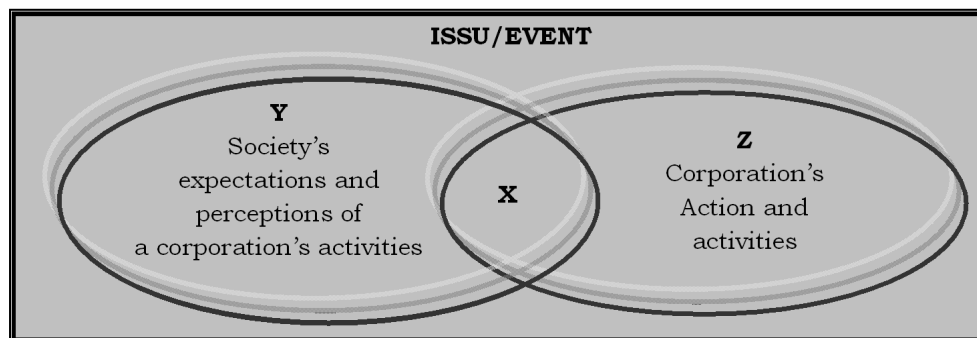 ISSU/EVENT
Y
Society's
expectations and
perceptions of
a corporation's activities
X
Z
Corporation's
Action and
activities